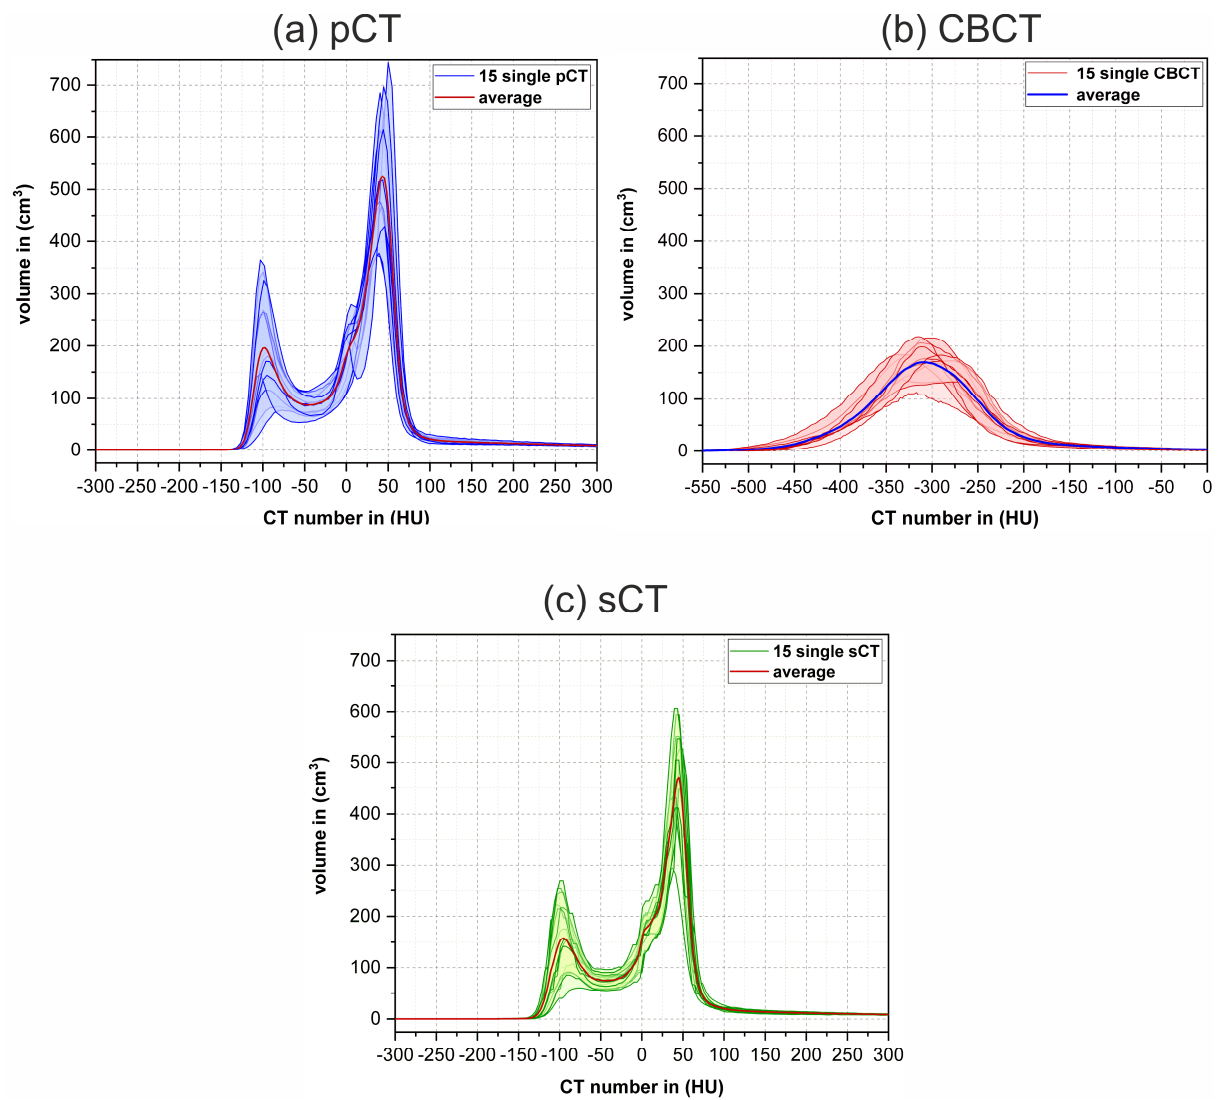 (a) pCT
700
600
500
400
300
200
100
0
volume in (cm³)
15 single pCT
average
-300 -250 -200 -150 -100 -50 0 50 100 150 200 250 300
CT number in (HU)
(b) CBCT
700
600
500
400
300
200
100
0
volume in (cm³)
15 single CBCT
average
-550 -500 -450 -400 -350 -300 -250 -200 -150 -100 -50 0
CT number in (HU)
(c) sCT
700
600
500
400
300
200
100
0
volume in (cm³)
15 single sCT
average
-300 -250 -200 -150 -100 -50 0 50 100 150 200 250 300
CT number in (HU)